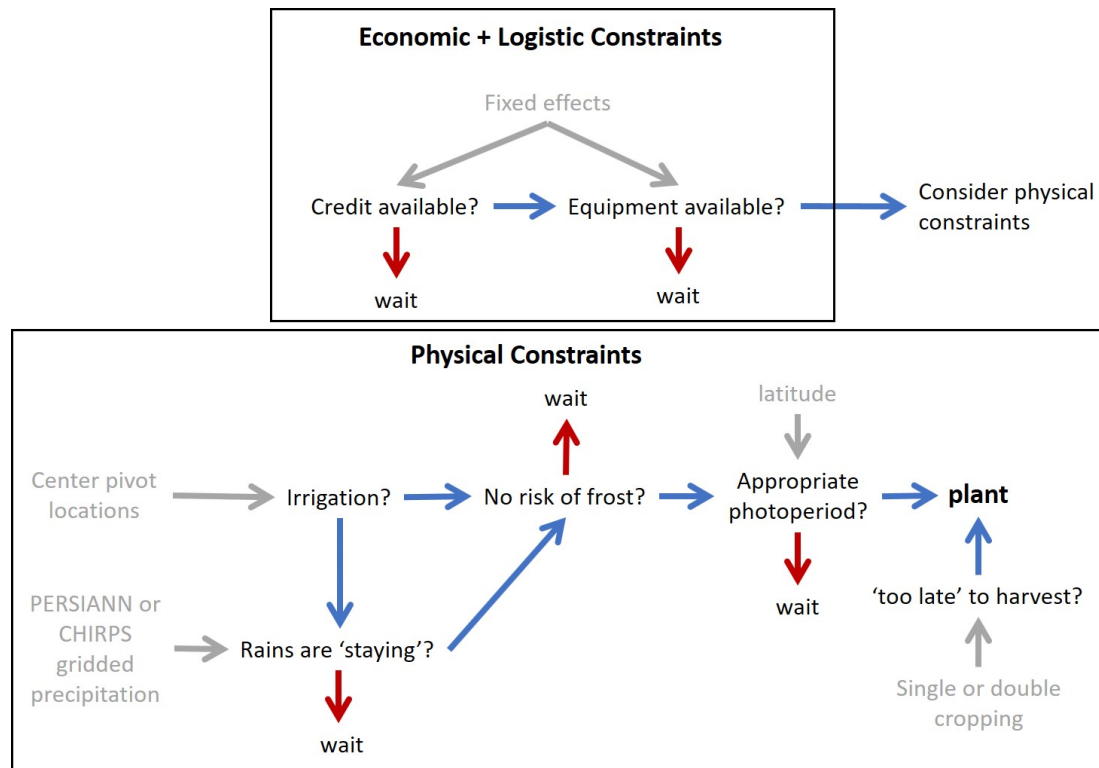 Economic + Logistic Constraints
Fixed effects
Credit available?
Equipment available?
Consider physical
constraints
wait
wait
Physical Constraints
wait
latitude
Center pivot
locations
Irrigation?
No risk of frost?
Appropriate
photoperiod?
plant
PERSIANN or
CHIRPS
gridded
precipitation
Rains are ‘staying’?
wait
‘too late’ to harvest?
wait
Single or double
cropping